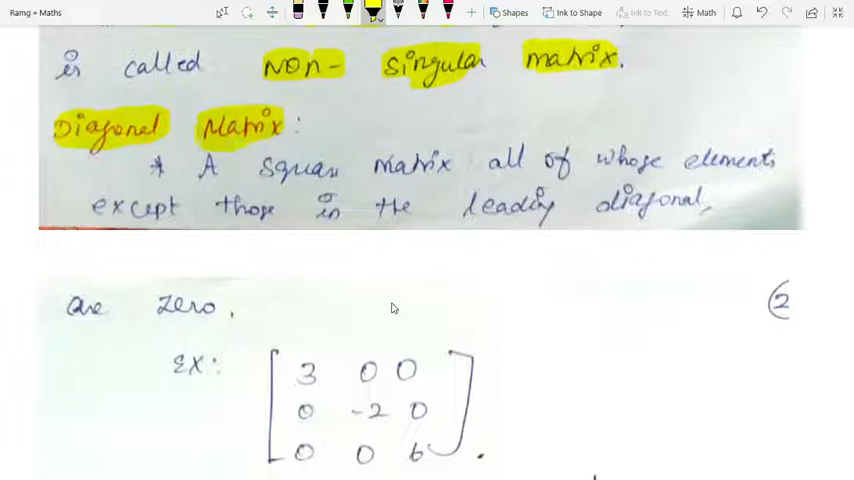 Ramg = Maths
Shapes
Ink to Shape
Ink to Text
Math
is called Non- Singular matrix.
Diagonal Matrix:
* A Square matrix all of whose elements
except those in the leading diagonal,
are zero.
Ex:
3 0 0
0 -2 0
0 0 6
2